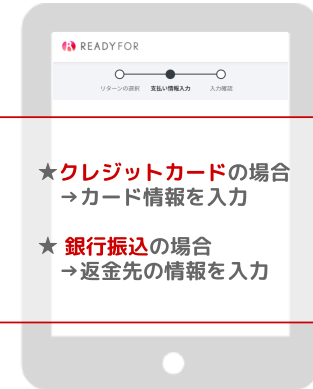 READYFOR
リターンの選択 支払い情報入力 入力確認
★クレジットカードの場合
→カード情報を入力
★ 銀行振込の場合
→返金先の情報を入力